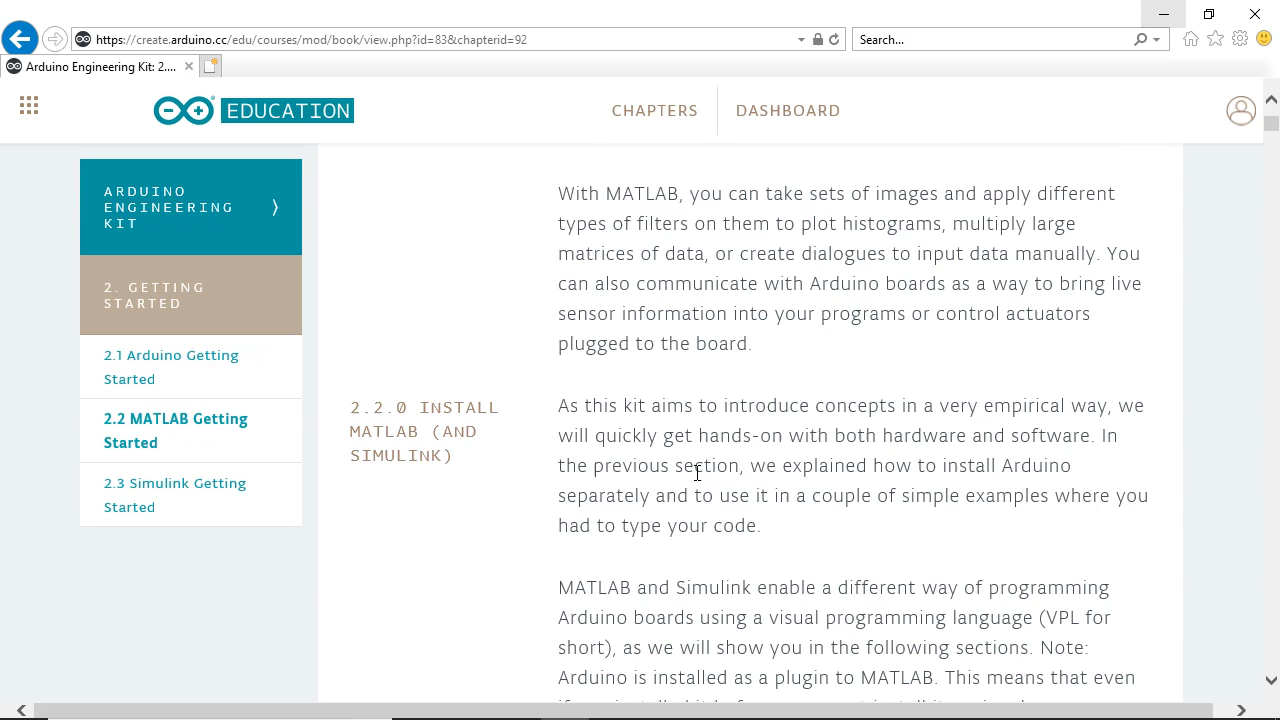 https://create.arduino.cc/edu/courses/mod/book/view.php?id=83&chapterid=92
Search...
Arduino Engineering Kit: 2....
EDUCATION
CHAPTERS
DASHBOARD
ARDUINO
ENGINEERING
KIT
2. GETTING
STARTED
2.1 Arduino Getting
Started
2.2 MATLAB Getting
Started
2.3 Simulink Getting
Started
With MATLAB, you can take sets of images and apply different
types of filters on them to plot histograms, multiply large
matrices of data, or create dialogues to input data manually. You
can also communicate with Arduino boards as a way to bring live
sensor information into your programs or control actuators
plugged to the board.
2.2.0 INSTALL
MATLAB (AND
SIMULINK)
As this kit aims to introduce concepts in a very empirical way, we
will quickly get hands-on with both hardware and software. In
the previous section, we explained how to install Arduino
separately and to use it in a couple of simple examples where you
had to type your code.
MATLAB and Simulink enable a different way of programming
Arduino boards using a visual programming language (VPL for
short), as we will show you in the following sections. Note:
Arduino is installed as a plugin to MATLAB. This means that even